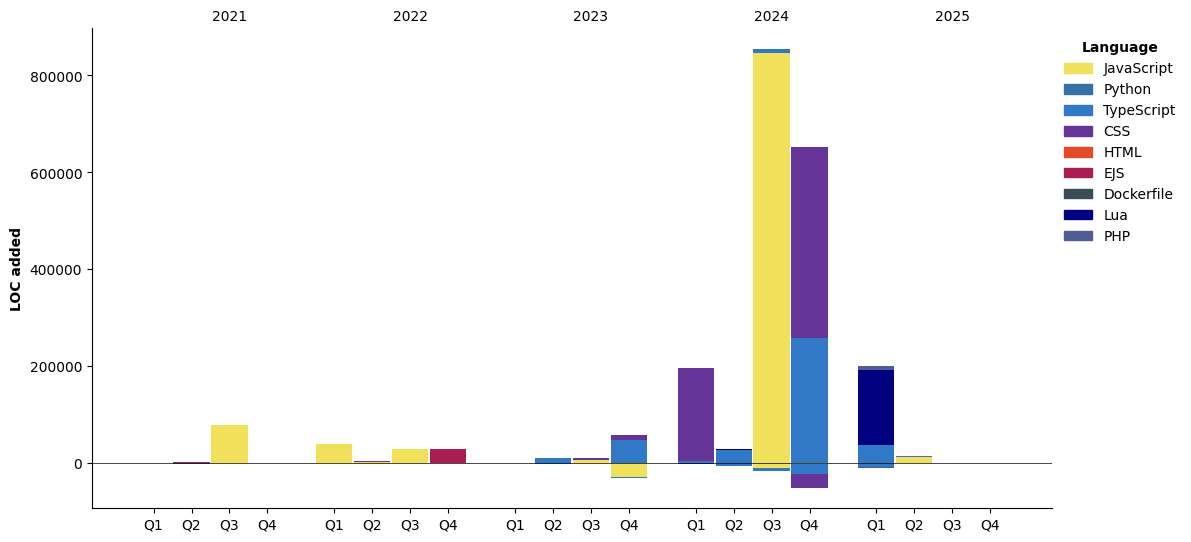 2021 2022 2023 2024 2025
Language
JavaScript
Python
TypeScript
CSS
HTML
EJS
Dockerfile
Lua
PHP
LOC added
800000
600000
400000
200000
0
Q1 Q2 Q3 Q4 Q1 Q2 Q3 Q4 Q1 Q2 Q3 Q4 Q1 Q2 Q3 Q4 Q1 Q2 Q3 Q4